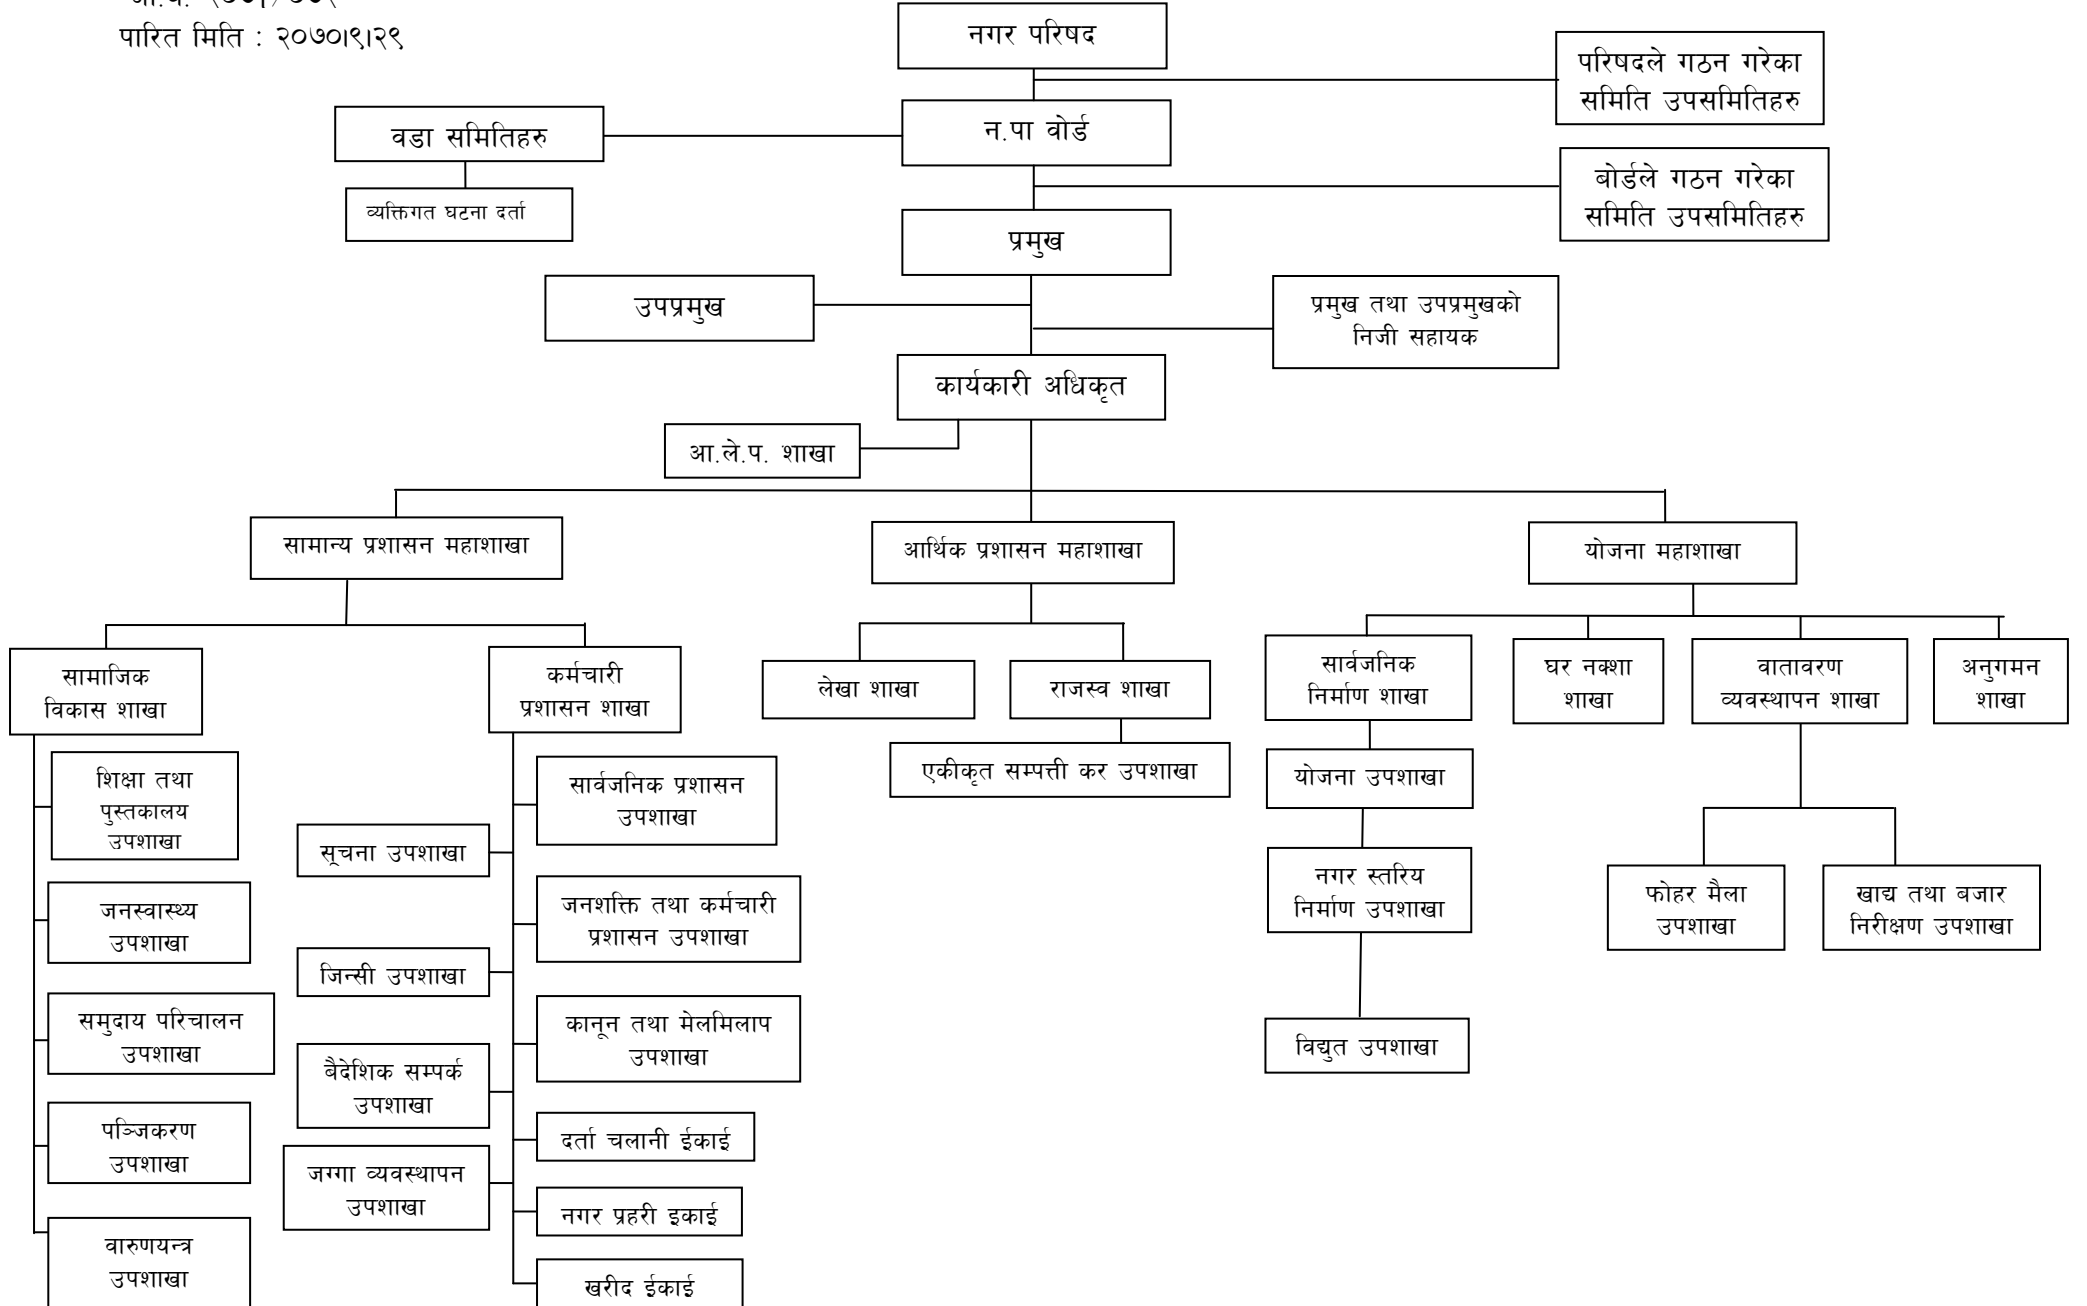 पारित मिति : २०७०।९।२९
नगर परिषद
परिषदले गठन गरेका
समिति उपसमितिहरु
वडा समितिहरु
न.पा वोर्ड
बोर्डले गठन गरेका
समिति उपसमितिहरु
व्यक्तिगत घटना दर्ता
प्रमुख
उपप्रमुख
प्रमुख तथा उपप्रमुखको
निजी सहायक
कार्यकारी अधिकृत
आ.ले.प. शाखा
सामान्य प्रशासन महाशाखा
आर्थिक प्रशासन महाशाखा
योजना महाशाखा
सामाजिक
विकास शाखा
कर्मचारी
प्रशासन शाखा
लेखा शाखा
राजस्व शाखा
सार्वजनिक
निर्माण शाखा
घर नक्शा
शाखा
वातावरण
व्यवस्थापन शाखा
अनुगमन
शाखा
एकीकृत सम्पत्ती कर उपशाखा
योजना उपशाखा
शिक्षा तथा
पुस्तकालय
उपशाखा
सार्वजनिक प्रशासन
उपशाखा
सूचना उपशाखा
नगर स्तरिय
निर्माण उपशाखा
फोहर मैला
उपशाखा
खाद्य तथा बजार
निरीक्षण उपशाखा
जनस्वास्थ्य
उपशाखा
जनशक्ति तथा कर्मचारी
प्रशासन उपशाखा
जिन्सी उपशाखा
समुदाय परिचालन
उपशाखा
कानून तथा मेलमिलाप
उपशाखा
विद्युत उपशाखा
बैदेशिक सम्पर्क
उपशाखा
पञ्जिकरण
उपशाखा
दर्ता चलानी ईकाई
जग्गा व्यवस्थापन
उपशाखा
नगर प्रहरी इकाई
वारुणयन्त्र
उपशाखा
खरीद ईकाई